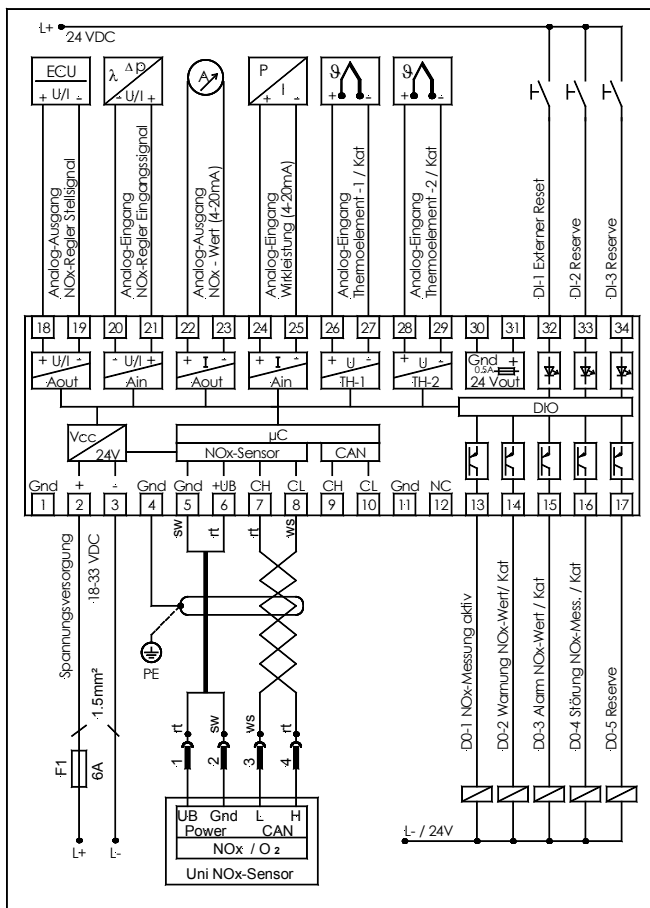 L+ 24 VDC
ECU
+ U/I -
λ Δp
- U/I +
A
P
+ I -
ϑ
+ -
ϑ
+ -
Analog-Ausgang
NOx-Regler Stellsignal
Analog-Eingang
NOx-Regler Eingangssignal
Analog-Ausgang
NOx - Wert (4-20mA)
Analog-Eingang
Wirkleistung (4-20mA)
Analog-Eingang
Thermoelement -1 / Kat
Analog-Eingang
Thermoelement -2 / Kat
DI-1 Externer Reset
DI-2 Reserve
DI-3 Reserve
18 19 20 21 22 23 24 25 26 27 28 29 30 31 32 33 34
+ U/I -
Aout
- U/I +
Ain
+ I -
Aout
+ I -
Ain
+ U -
TH-1
+ U -
TH-2
Gnd +
0.5A
24 Vout
DIO
Vcc
24V
µC
NOx-Sensor CAN
Gnd + - Gnd Gnd +UB CH CL CH CL Gnd NC
1 2 3 4 5 6 7 8 9 10 11 12 13 14 15 16 17
sw rt rt ws
Spannungsversorgung
18-33 VDC
1.5mm²
F1
6A
L+ L-
PE
rt sw ws rt
1 2 3 4
UB Gnd L H
Power CAN
NOx / O2
Uni NOx-Sensor
D0-1 NOx-Messung aktiv
D0-2 Warnung NOx-Wert/ Kat
D0-3 Alarm NOx-Wert / Kat
D0-4 Störung NOx-Mess. / Kat
D0-5 Reserve
L- / 24V